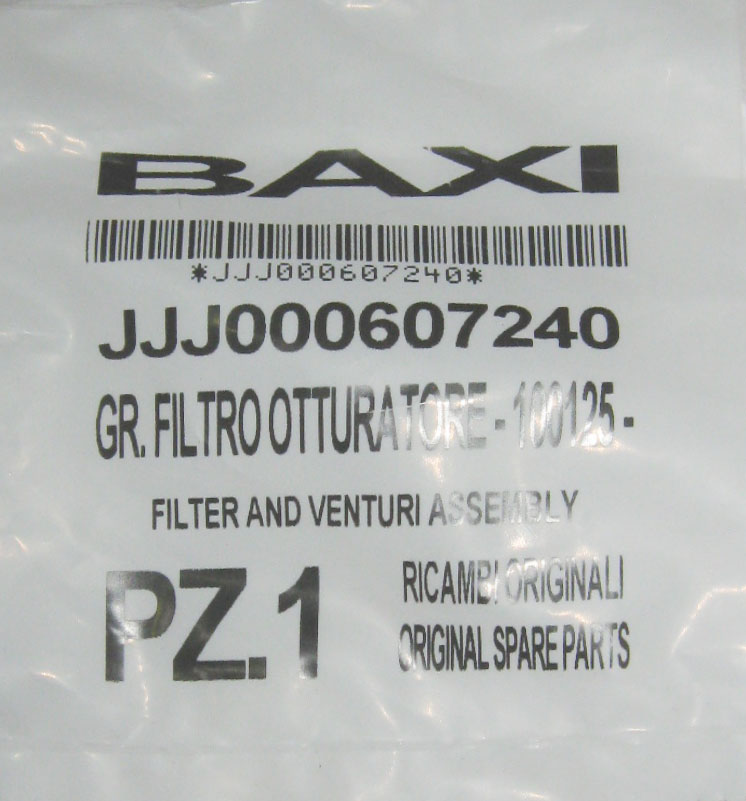 BAXI
*JJJ000607240*
JJJ000607240
GR. FILTRO OTTURATORE - 100125 -
FILTER AND VENTURI ASSEMBLY
PZ.1
RICAMBI ORIGINALI
ORIGINAL SPARE PARTS